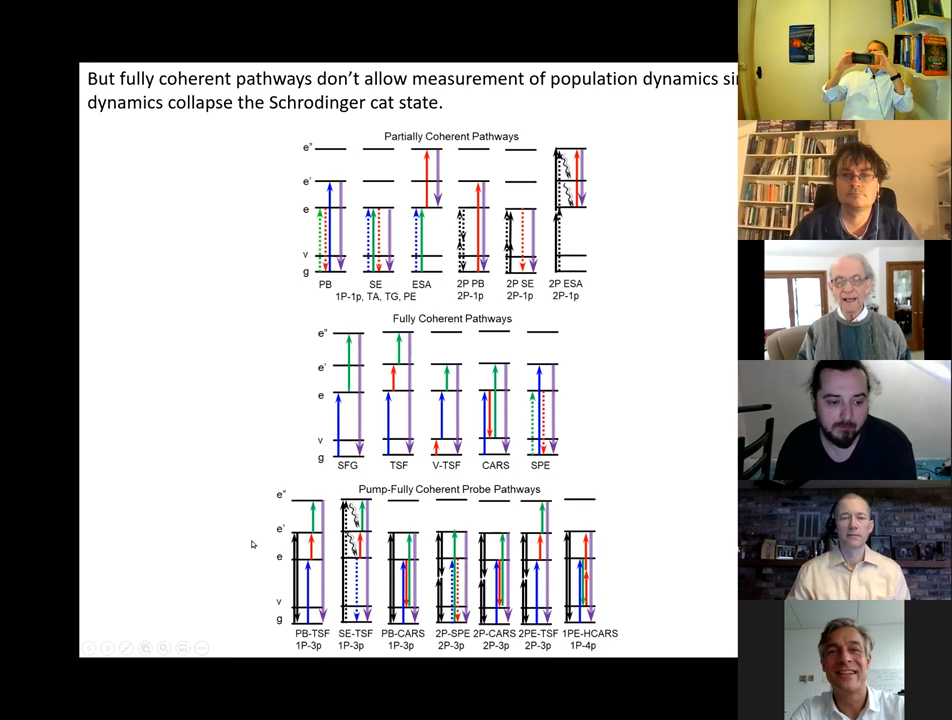 But fully coherent pathways don't allow measurement of population dynamics
dynamics collapse the Schrodinger cat state.
Partially Coherent Pathways
e"
e'
e
v
g
PB SE ESA 2P PB 2P SE 2P ESA
1P-1p, TA, TG, PE 2P-1p 2P-1p 2P-1p
Fully Coherent Pathways
e"
e'
e
v
g
SFG TSF V-TSF CARS SPE
Pump-Fully Coherent Probe Pathways
e"
e'
e
v
g
PB-TSF SE-TSF PB-CARS 2P-SPE 2P-CARS 2PE-TSF 1PE-HCARS
1P-3p 1P-3p 1P-3p 2P-3p 2P-3p 2P-3p 1P-4p